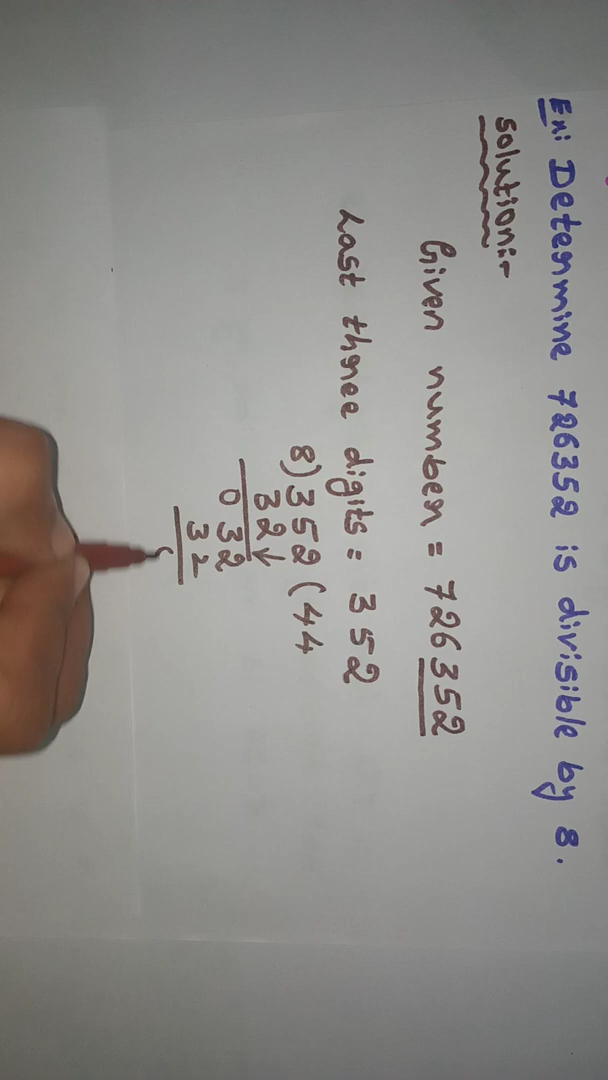 Ex: Determine 726352 is divisible by 8.
Solution:-
Given number = 726352
Last three digits = 352
8)352(44
32↓
032
32